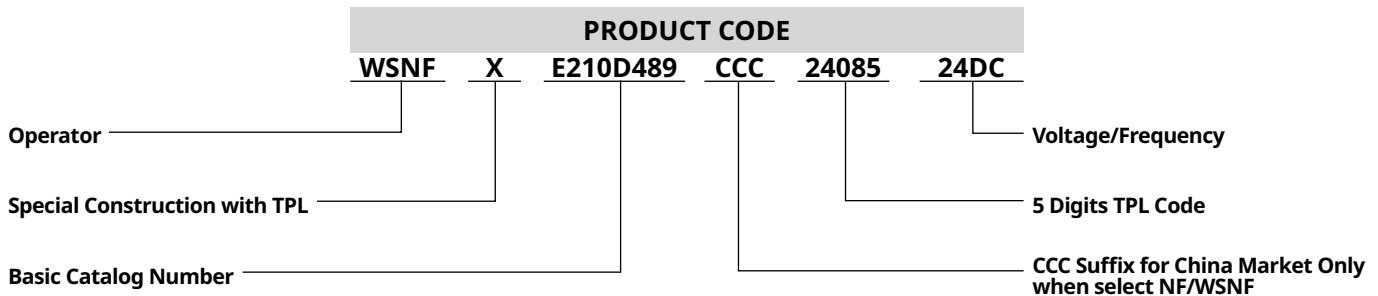 PRODUCT CODE
WSNF X E210D489 CCC 24085 24DC
Operator
Voltage/Frequency
Special Construction with TPL
5 Digits TPL Code
Basic Catalog Number
CCC Suffix for China Market Only
when select NF/WSNF